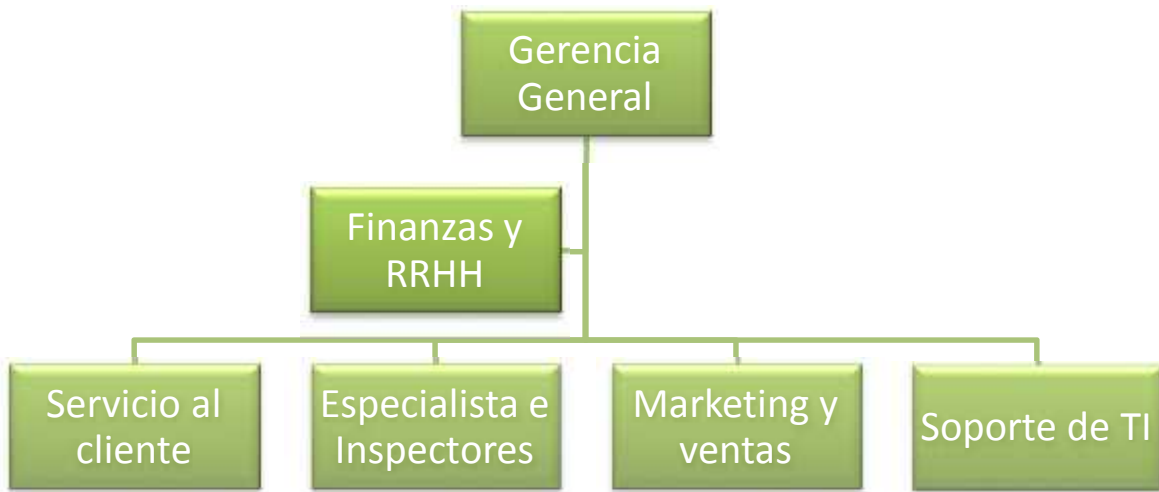 Gerencia
General
Finanzas y
RRHH
Servicio al
cliente
Especialista e
Inspectores
Marketing y
ventas
Soporte de TI